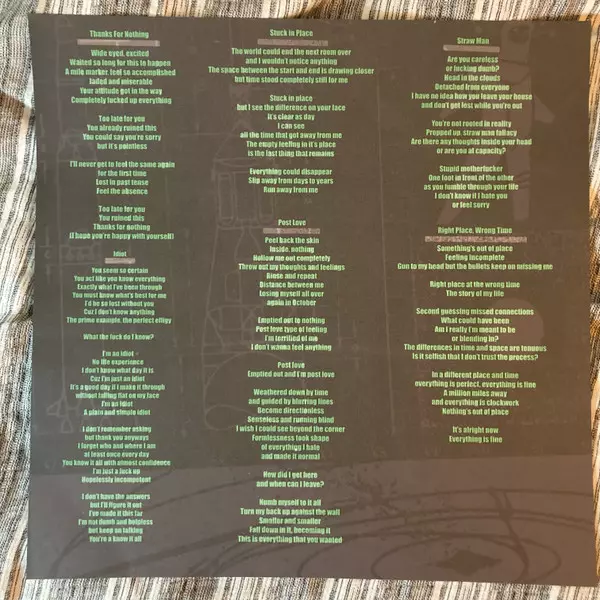 Thanks For Nothing
Wide eyed, excited
Waited so long for this to happen
A mile marker, feel so accomplished
Jaded and miserable
Your attitude got in the way
Completely fucked up everything
Too late for you
You already ruined this
You could say you're sorry
but it's pointless
I'll never get to feel the same again
for the first time
Lost in past tense
Feel the absence
Too late for you
You ruined this
Thanks for nothing
(I hope you're happy with yourself)
Idiot
You seem so certain
You act like you know everything
Exactly what I've been through
You must know what's best for me
I'd be so lost without you
Cuz I don't know anything
The prime example, the perfect effigy
What the fuck do I know?
I'm an idiot
No life experience
I don't know what day it is
Cuz I'm just an idiot
It's a good day if I make it through
without falling flat on my face
I'm an idiot
A plain and simple idiot
I don't remember asking
but thank you anyways
I forget who and where I am
at least once every day
You know it all with almost confidence
I'm just a fuck up
Hopelessly incompetent
I don't have the answers
but I'll figure it out
I've made it this far
I'm not dumb and helpless
but keep on talking
You're a know it all
Stuck in Place
The world could end the next room over
and I wouldn't notice anything
The space between the start and end is drawing closer
but time stood completely still for me
Stuck in place
but I see the difference on your face
It's clear as day
I can see
all the time that got away from me
The empty feeling in it's place
is the last thing that remains
Everything could disappear
Slip away from days to years
Run away from me
Post Love
Peel back the skin
Inside, nothing
Hollow me out completely
Throw out my thoughts and feelings
Rinse and repeat
Distance between me
Losing myself all over
again in October
Emptied out to nothing
Post love type of feeling
I'm terrified of me
I don't wanna feel anything
Post love
Emptied out and I'm post love
Weathered down by time
and guided by blurring lines
Become directionless
Senseless and running blind
I wish I could see beyond the corner
Formlessness took shape
of everything I hate
and made it normal
How did I get here
and when can I leave?
Numb myself to it all
Turn my back up against the wall
Smaller and smaller
Fall down in it, becoming it
This is everything that you wanted
Straw Man
Are you careless
or fucking dumb?
Head in the clouds
Detached from everyone
I have no idea how you leave your house
and don't get lost while you're out
You're not rooted in reality
Propped up, straw man fallacy
Are there any thoughts inside your head
or are you at capacity?
Stupid motherfucker
One foot in front of the other
as you fumble through your life
I don't know if I hate you
or feel sorry
Right Place, Wrong Time
Something's out of place
Feeling incomplete
Gun to my head but the bullets keep on missing me
Right place at the wrong time
The story of my life
Second guessing missed connections
What could have been
Am I really I'm meant to be
or blending in?
The differences in time and space are tenuous
Is it selfish that I don't trust the process?
In a different place and time
everything is perfect, everything is fine
A million miles away
and everything is clockwork
Nothing's out of place
It's alright now
Everything is fine